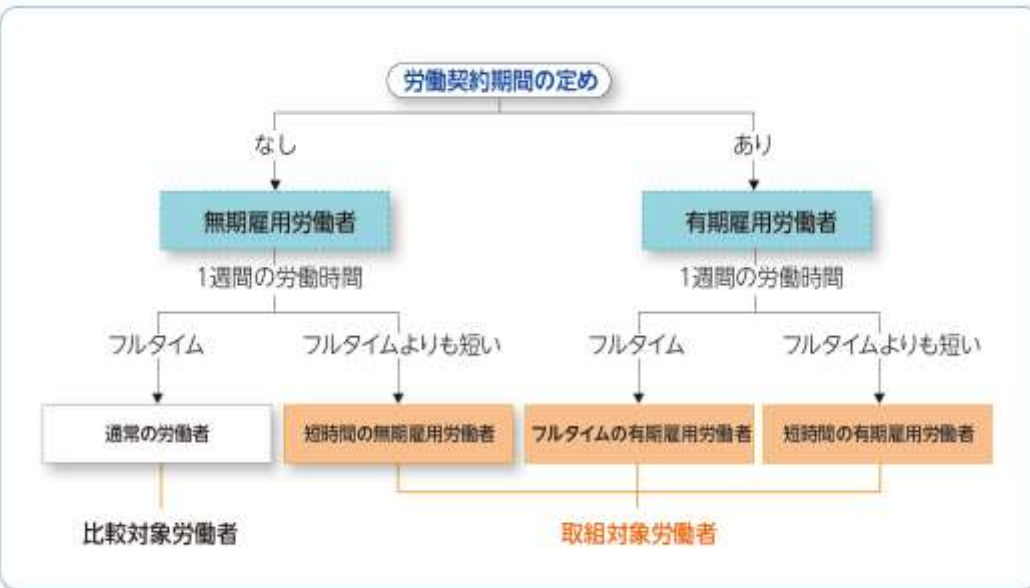 労働契約期間の定め
なし
あり
無期雇用労働者
有期雇用労働者
1週間の労働時間
1週間の労働時間
フルタイム
フルタイムよりも短い
フルタイム
フルタイムよりも短い
通常の労働者
短時間の無期雇用労働者
フルタイムの有期雇用労働者
短時間の有期雇用労働者
比較対象労働者
取組対象労働者